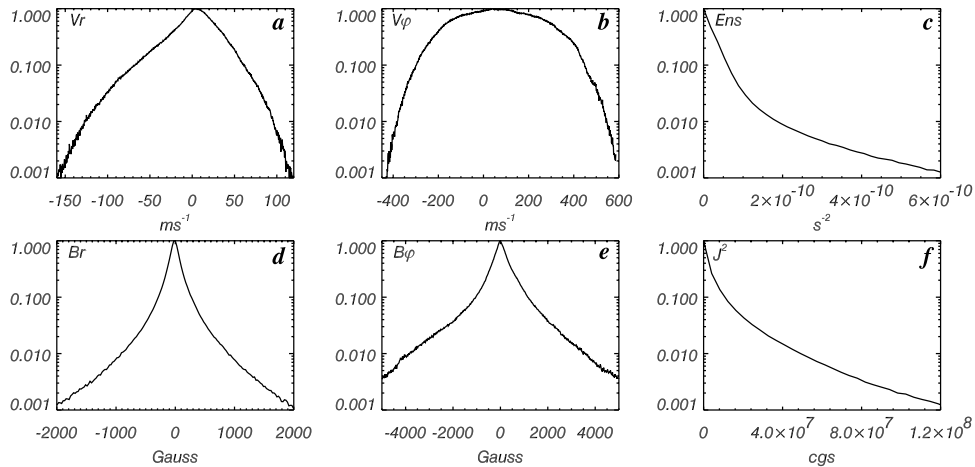 1.000
0.100
0.010
0.001
Vr
a
-150 -100 -50 0 50 100
ms⁻¹
Vφ
b
1.000
0.100
0.010
0.001
-400 -200 0 200 400 600
ms⁻¹
Ens
c
1.000
0.100
0.010
0.001
0 2×10⁻¹⁰ 4×10⁻¹⁰ 6×10⁻¹⁰
s⁻²
Br
d
1.000
0.100
0.010
0.001
-2000 -1000 0 1000 2000
Gauss
Bφ
e
1.000
0.100
0.010
0.001
-4000 -2000 0 2000 4000
Gauss
J²
f
1.000
0.100
0.010
0.001
0 4.0×10⁷ 8.0×10⁷ 1.2×10⁸
cgs